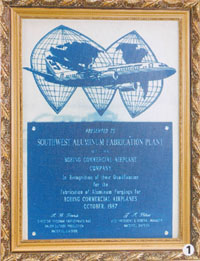 PRESENTED TO
SOUTHWEST ALUMINUM FABRICATION PLANT
BY
BOEING COMMERCIAL AIRPLANE
COMPANY
In Recognition of their Qualification
for the
Fabrication of Aluminum Forgings for
BOEING COMMERCIAL AIRPLANES
OCTOBER, 1987
1